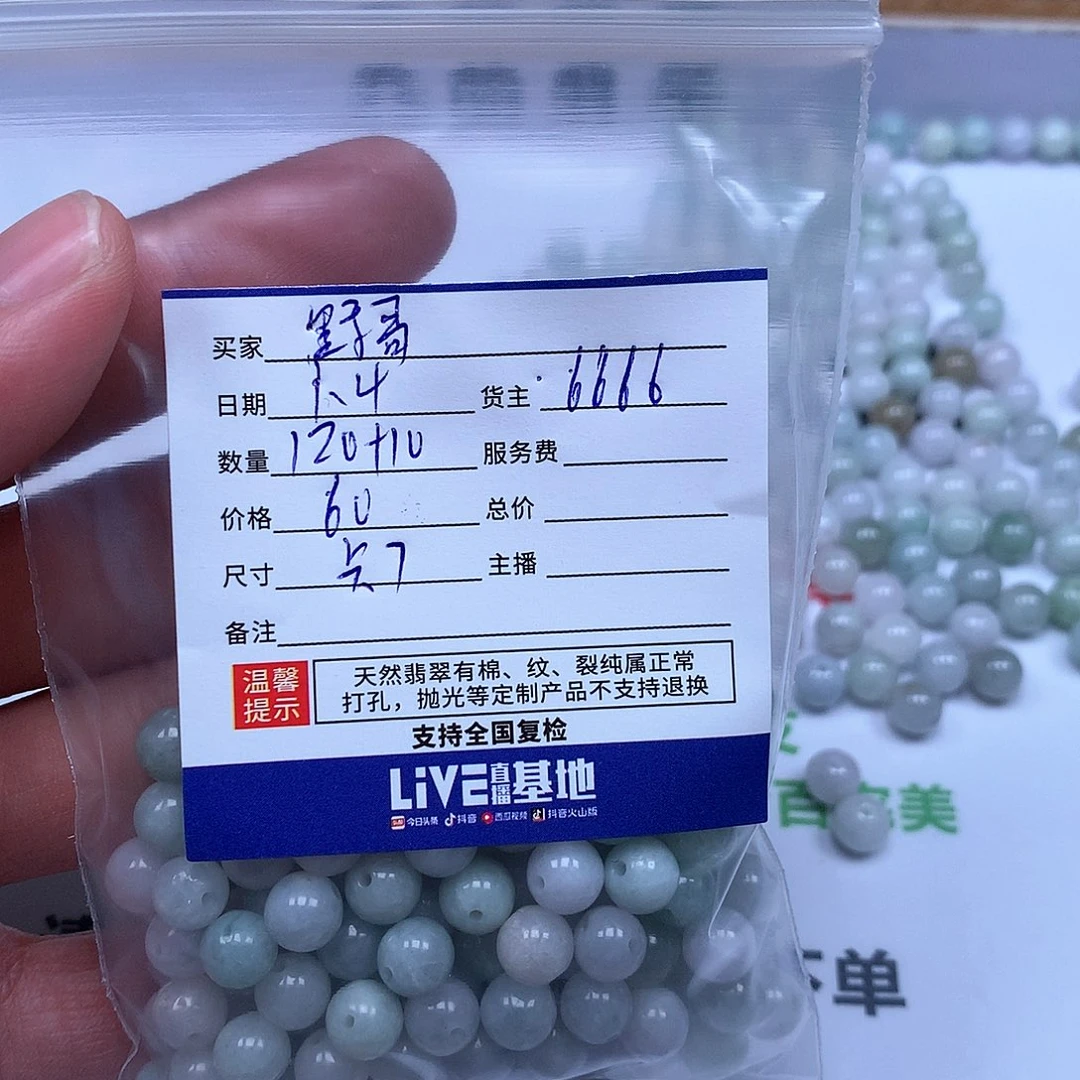 买家 野哥
日期 1.4 货主 6666
数量 120+10 服务费
价格 60 总价
尺寸 卡7 主播
备注
温馨提示
天然翡翠有棉、纹、裂纯属正常
打孔，抛光等定制产品不支持退换
支持全国复检
LiVE直播基地
今日头条 抖音 西瓜视频 抖音火山版
美
单